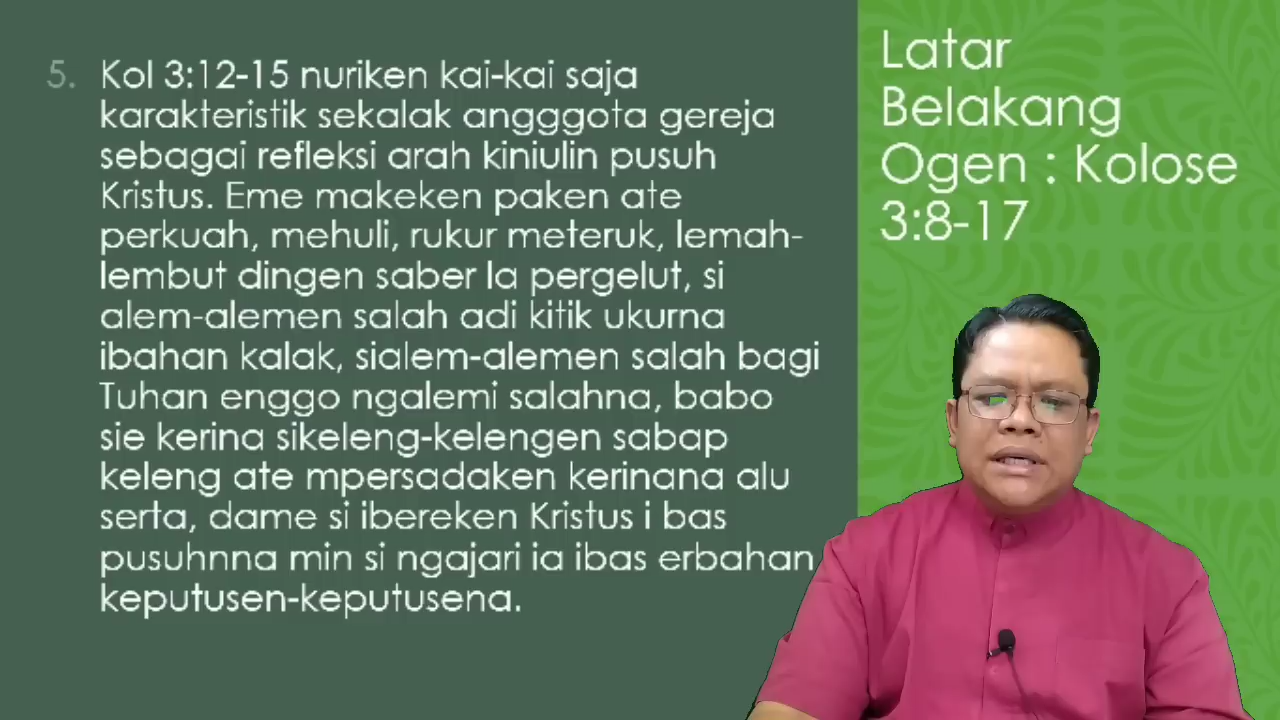 5. Kol 3:12-15 nuriken kai-kai saja
karakteristik sekalak angggota gereja
sebagai refleksi arah kiniulin pusuh
Kristus. Eme makeken paken ate
perkuah, mehuli, rukur meteruk, lemah-
lembut dingen saber la pergelut, si
alem-alemen salah adi kitik ukurna
ibahan kalak, sialem-alemen salah bagi
Tuhan enggo ngalemi salahna, babo
sie kerina sikeleng-kelengen sabap
keleng ate mpersadaken kerinana alu
serta, dame si ibereken Kristus i bas
pusuhnna min si ngajari ia ibas erbahan
keputusen-keputusena.
Latar
Belakang
Ogen : Kolose
3:8-17